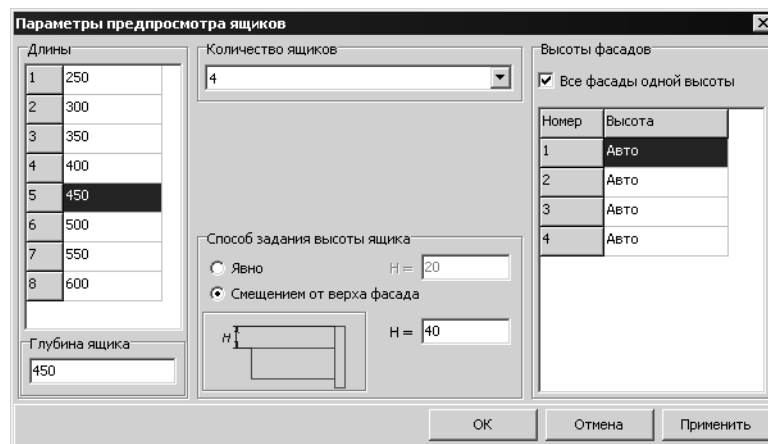 Параметры предпросмотра ящиков
Длины
1 250
2 300
3 350
4 400
5 450
6 500
7 550
8 600
Глубина ящика
450
Количество ящиков
4
Способ задания высоты ящика
Явно H = 20
Смещением от верха фасада
H
H = 40
Высоты фасадов
Все фасады одной высоты
Номер Высота
1 Авто
2 Авто
3 Авто
4 Авто
ОК Отмена Применить